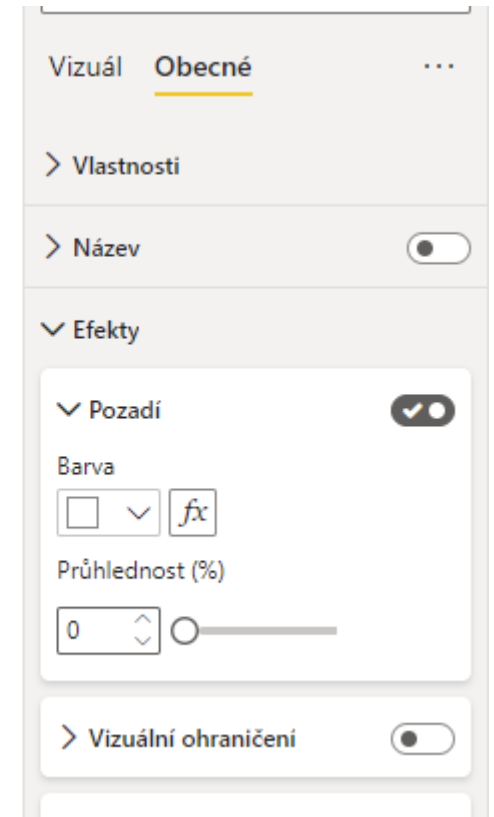 Vizuál Obecné ...
Vlastnosti
Název
Efekty
Pozadí
Barva
fx
Průhlednost (%)
0
Vizuální ohraničení